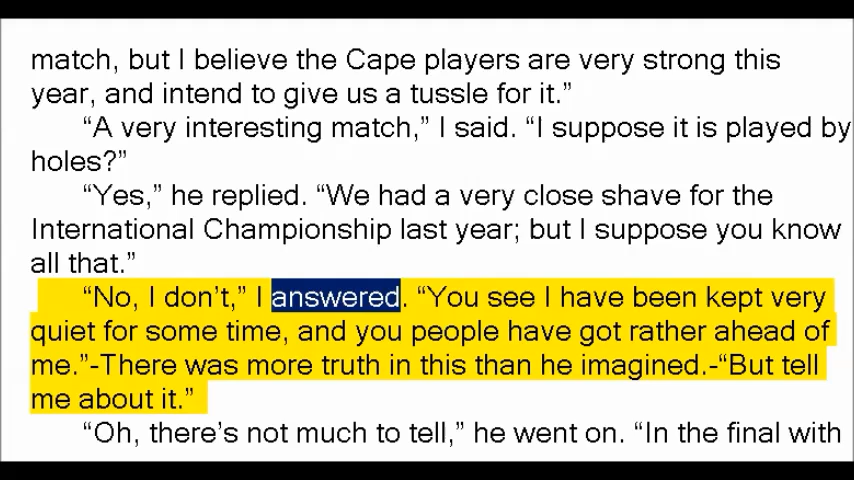 match, but I believe the Cape players are very strong this
year, and intend to give us a tussle for it.”
“A very interesting match,” I said. “I suppose it is played by
holes?”
“Yes,” he replied. “We had a very close shave for the
International Championship last year; but I suppose you know
all that.”
“No, I don’t,” I answered. “You see I have been kept very
quiet for some time, and you people have got rather ahead of
me.”-There was more truth in this than he imagined.-“But tell
me about it.”
“Oh, there’s not much to tell,” he went on. “In the final with